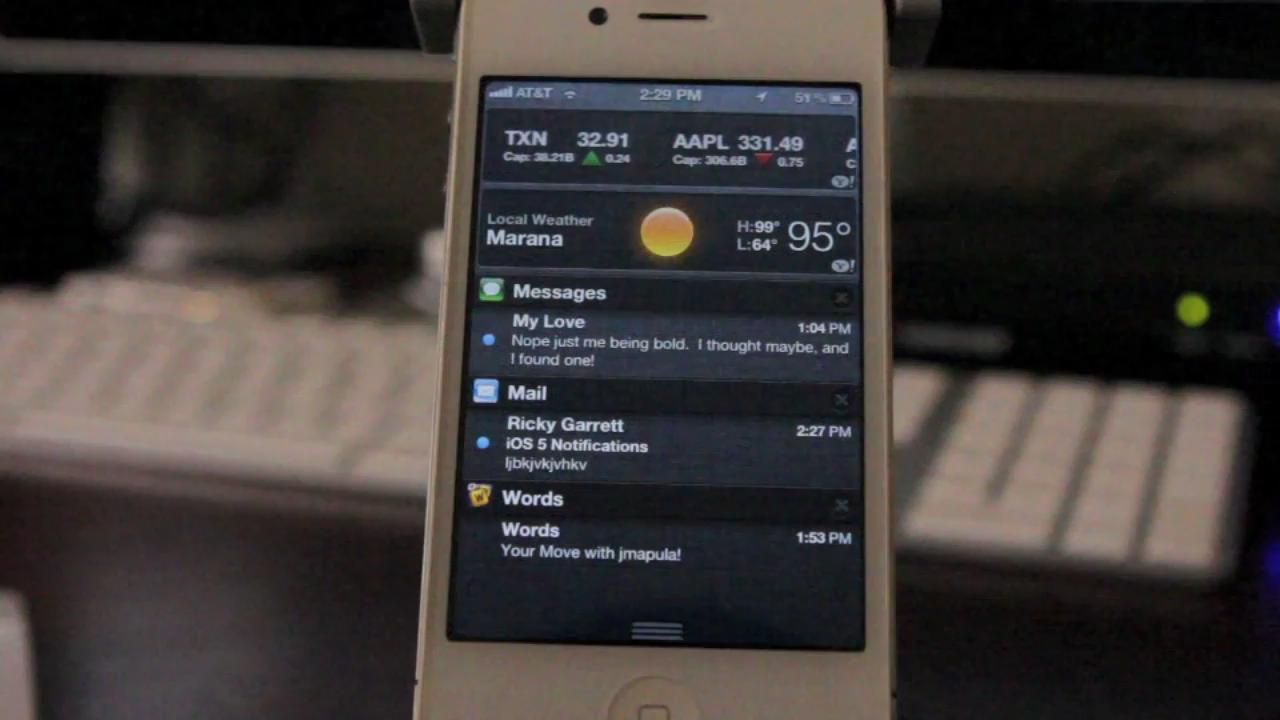 AT&T 2:29 PM 51%
TXN 32.91 AAPL 331.49 A
Cap: 38.21B 0.24 Cap: 306.6B 0.75 C
Y! 
Local Weather H:99° 95°
Marana L:64°
Y!
Messages
My Love 1:04 PM
Nope just me being bold. I thought maybe, and
I found one!
Mail
Ricky Garrett 2:27 PM
iOS 5 Notifications
ljbkjvkjvhkv
Words
Words 1:53 PM
Your Move with jmapula!